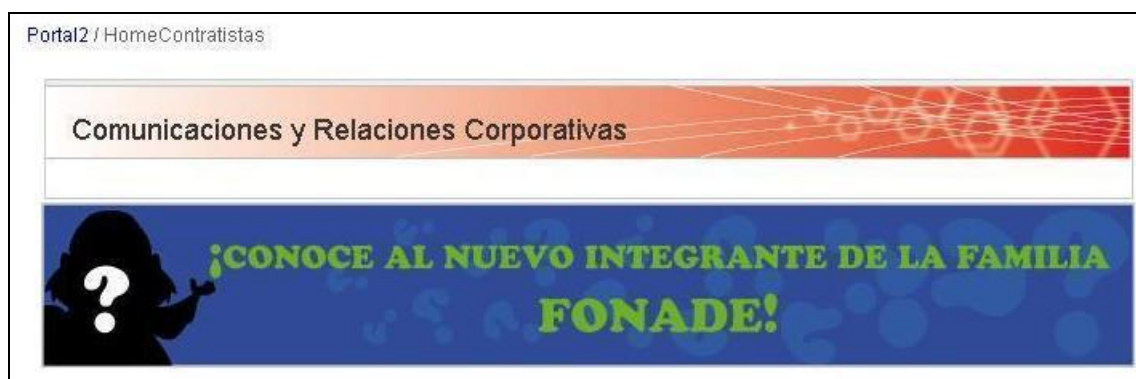 Portal2 / HomeContratistas
Comunicaciones y Relaciones Corporativas
?
¡CONOCE AL NUEVO INTEGRANTE DE LA FAMILIA
FONADE!